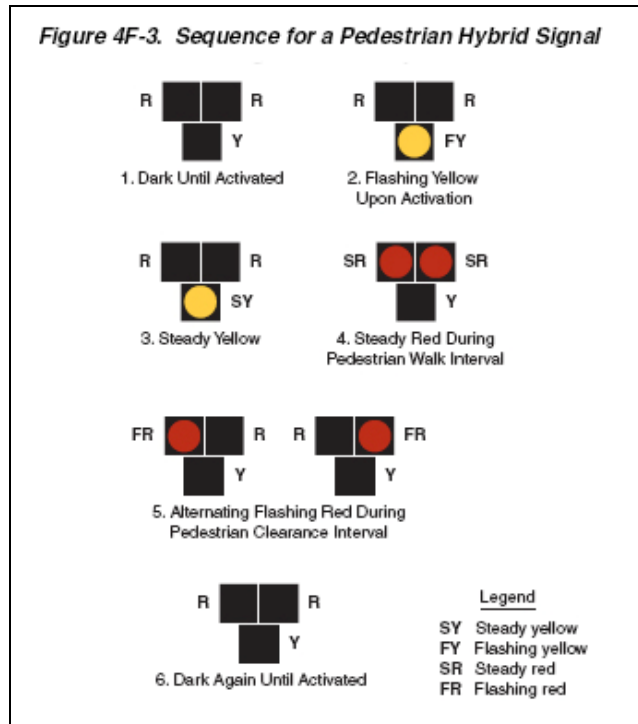 Figure 4F-3. Sequence for a Pedestrian Hybrid Signal
R R
Y
1. Dark Until Activated
R R
FY
2. Flashing Yellow
Upon Activation
R R
SY
3. Steady Yellow
SR SR
Y
4. Steady Red During
Pedestrian Walk Interval
FR R
Y
R FR
Y
5. Alternating Flashing Red During
Pedestrian Clearance Interval
R R
Y
6. Dark Again Until Activated
Legend
SY Steady yellow
FY Flashing yellow
SR Steady red
FR Flashing red